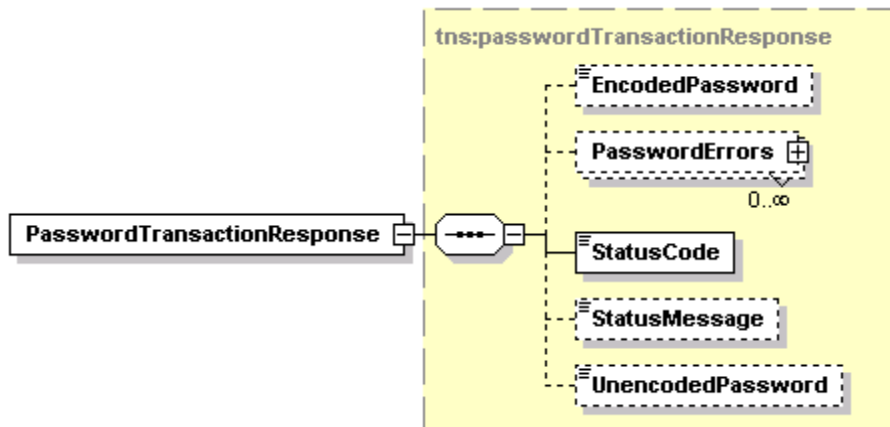 tns:passwordTransactionResponse
EncodedPassword
PasswordErrors
0..∞
PasswordTransactionResponse
StatusCode
StatusMessage
UnencodedPassword